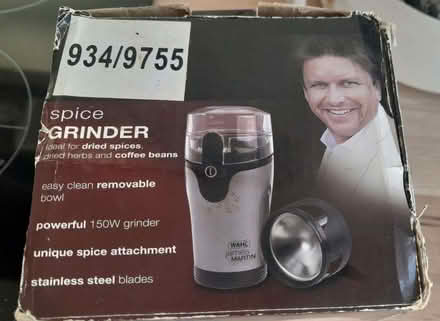 934/9755
spice
GRINDER
ideal for dried spices,
dried herbs and coffee beans
easy clean removable
bowl
powerful 150W grinder
unique spice attachment
stainless steel blades
WAHL
james
MARTIN